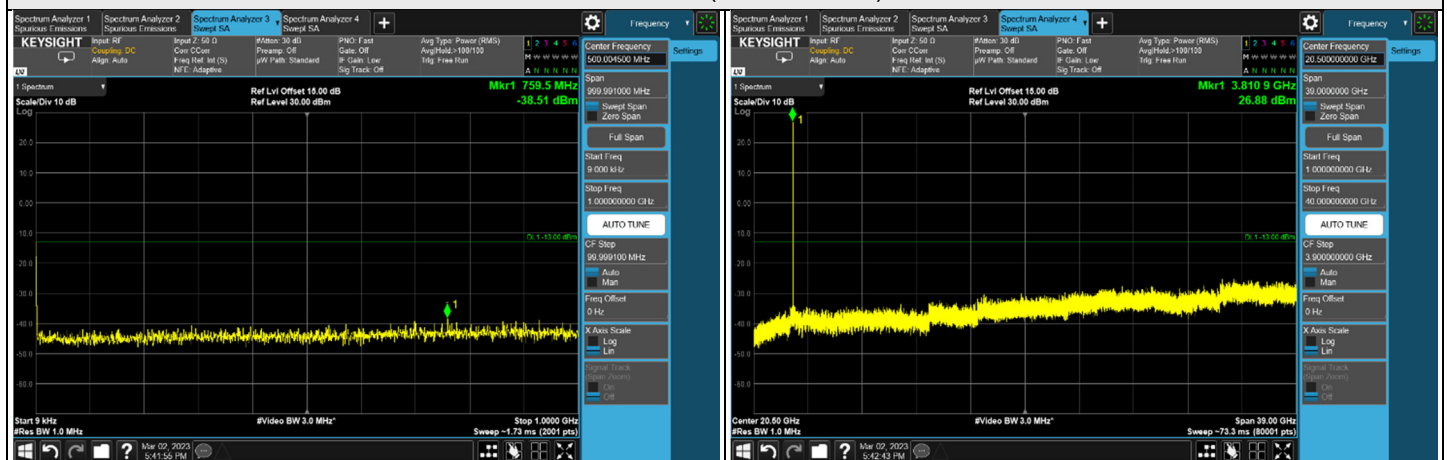 Spectrum Analyzer 1
Spurious Emissions
Spectrum Analyzer 2
Spurious Emissions
Spectrum Analyzer 3
Swept SA
Spectrum Analyzer 4
Swept SA
Frequency
KEYSIGHT
Input: RF
Coupling: DC
Align: Auto
Input Z: 50 Ω
Corr CCorr
Freq Ref: Int (S)
NFE: Adaptive
#Atten: 30 dB
Preamp: Off
µW Path: Standard
PNO: Fast
Gate: Off
IF Gain: Low
Sig Track: Off
Avg Type: Power (RMS)
Avg|Hold:>100/100
Trig: Free Run
1 2 3 4 5 6
M W W W W W
A N N N N N
LV
1 Spectrum
Scale/Div 10 dB
Log
Ref Lvl Offset 15.00 dB
Ref Level 30.00 dBm
Mkr1 759.5 MHz
-38.51 dBm
20.0
10.0
0.00
-10.0
-20.0
-30.0
-40.0
-50.0
-60.0
DL1 -13.00 dBm
1
Start 9 kHz
#Res BW 1.0 MHz
#Video BW 3.0 MHz*
Stop 1.0000 GHz
Sweep ~1.73 ms (2001 pts)
Mar 02, 2023
5:41:55 PM
Center Frequency
500.004500 MHz
Settings
Span
999.991000 MHz
Swept Span
Zero Span
Full Span
Start Freq
9.000 kHz
Stop Freq
1.000000000 GHz
AUTO TUNE
CF Step
99.999100 MHz
Auto
Man
Freq Offset
0 Hz
X Axis Scale
Log
Lin
Signal Track
(Span Zoom)
On
Off
Spectrum Analyzer 1
Spurious Emissions
Spectrum Analyzer 2
Spurious Emissions
Spectrum Analyzer 3
Swept SA
Spectrum Analyzer 4
Swept SA
Frequency
KEYSIGHT
Input: RF
Coupling: DC
Align: Auto
Input Z: 50 Ω
Corr CCorr
Freq Ref: Int (S)
NFE: Adaptive
#Atten: 30 dB
Preamp: Off
µW Path: Standard
PNO: Fast
Gate: Off
IF Gain: Low
Sig Track: Off
Avg Type: Power (RMS)
Avg|Hold:>100/100
Trig: Free Run
1 2 3 4 5 6
M W W W W W
A N N N N N
LV
1 Spectrum
Scale/Div 10 dB
Log
Ref Lvl Offset 15.00 dB
Ref Level 30.00 dBm
Mkr1 3.810 9 GHz
26.88 dBm
20.0
10.0
0.00
-10.0
-20.0
-30.0
-40.0
-50.0
-60.0
DL1 -13.00 dBm
1
Center 20.50 GHz
#Res BW 1.0 MHz
#Video BW 3.0 MHz*
Span 39.00 GHz
Sweep ~73.3 ms (80001 pts)
Mar 02, 2023
5:42:43 PM
Center Frequency
20.500000000 GHz
Settings
Span
39.0000000 GHz
Swept Span
Zero Span
Full Span
Start Freq
1.000000000 GHz
Stop Freq
40.000000000 GHz
AUTO TUNE
CF Step
3.900000000 GHz
Auto
Man
Freq Offset
0 Hz
X Axis Scale
Log
Lin
Signal Track
(Span Zoom)
On
Off